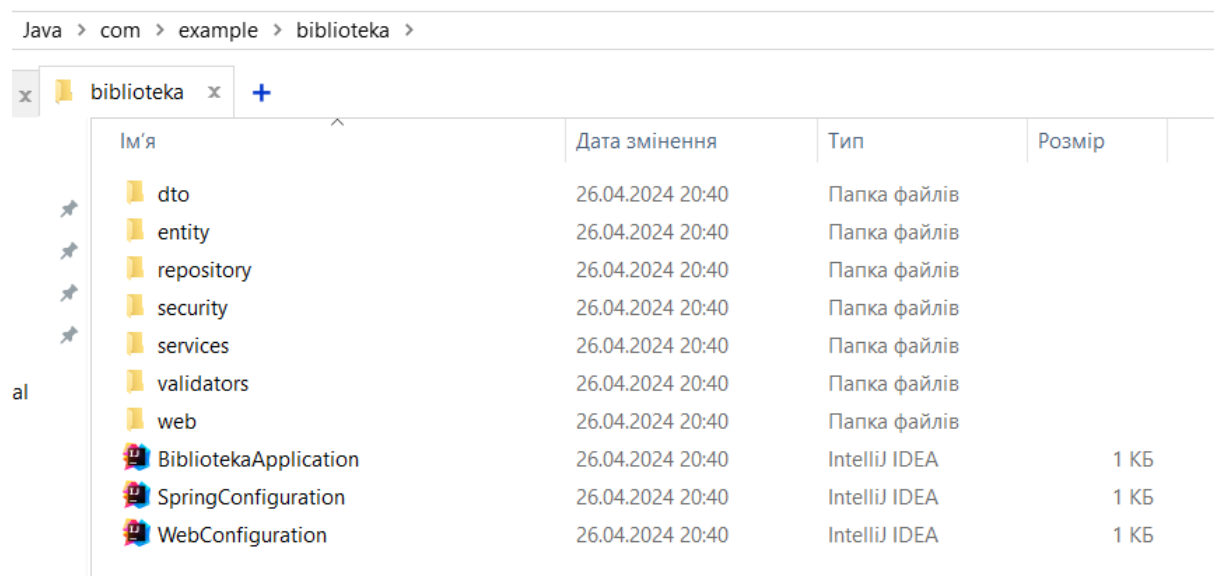 Java > com > example > biblioteka >
x biblioteka x +
Ім’я Дата змінення Тип Розмір
dto 26.04.2024 20:40 Папка файлів
entity 26.04.2024 20:40 Папка файлів
repository 26.04.2024 20:40 Папка файлів
security 26.04.2024 20:40 Папка файлів
services 26.04.2024 20:40 Папка файлів
validators 26.04.2024 20:40 Папка файлів
al
web 26.04.2024 20:40 Папка файлів
BibliotekaApplication 26.04.2024 20:40 IntelliJ IDEA 1 КБ
SpringConfiguration 26.04.2024 20:40 IntelliJ IDEA 1 КБ
WebConfiguration 26.04.2024 20:40 IntelliJ IDEA 1 КБ